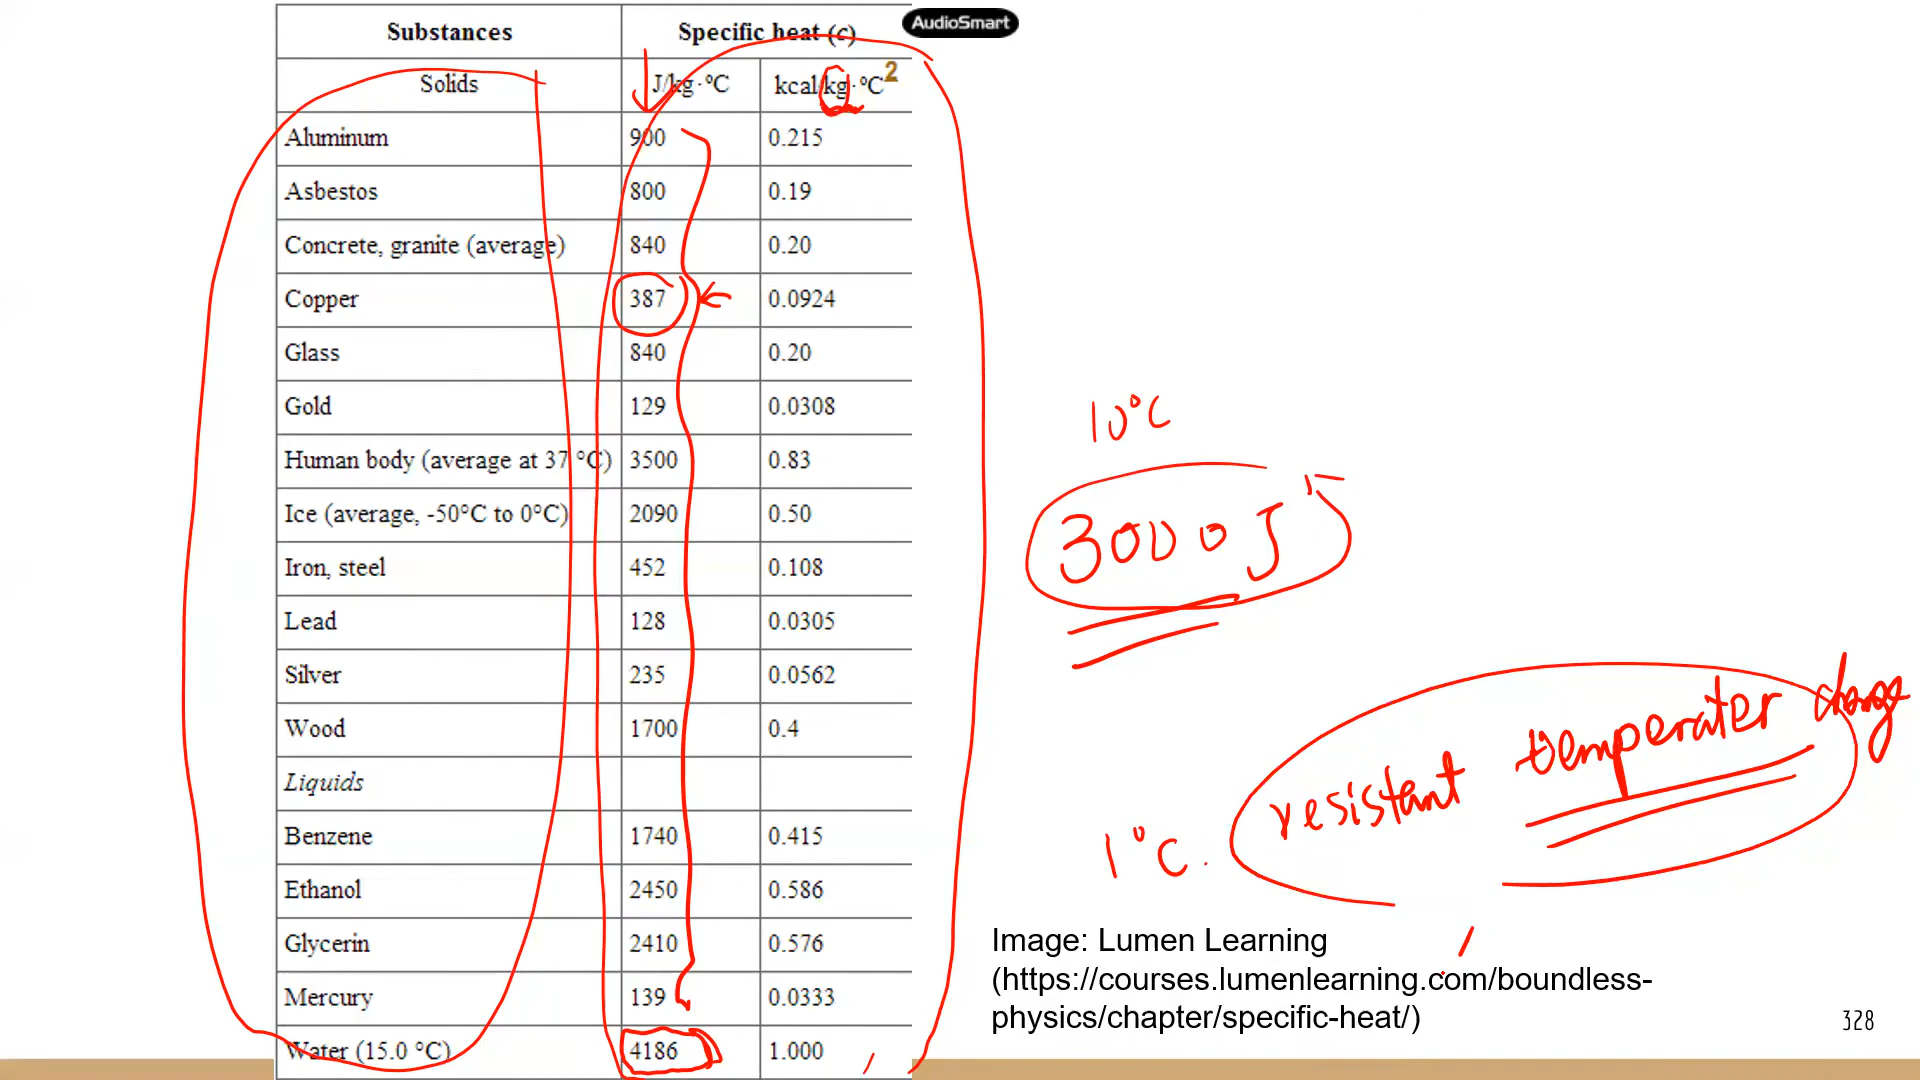 AudioSmart
Substances Specific heat (c)
Solids J/kg·°C kcal/kg·°C2
Aluminum 900 0.215
Asbestos 800 0.19
Concrete, granite (average) 840 0.20
Copper 387 0.0924
Glass 840 0.20
Gold 129 0.0308
Human body (average at 37 °C) 3500 0.83
Ice (average, -50°C to 0°C) 2090 0.50
Iron, steel 452 0.108
Lead 128 0.0305
Silver 235 0.0562
Wood 1700 0.4
Liquids
Benzene 1740 0.415
Ethanol 2450 0.586
Glycerin 2410 0.576
Mercury 139 0.0333
Water (15.0 °C) 4186 1.000
10°C
3000 J
resistant temperater change
1°C.
Image: Lumen Learning
(https://courses.lumenlearning.com/boundless-
physics/chapter/specific-heat/)
328